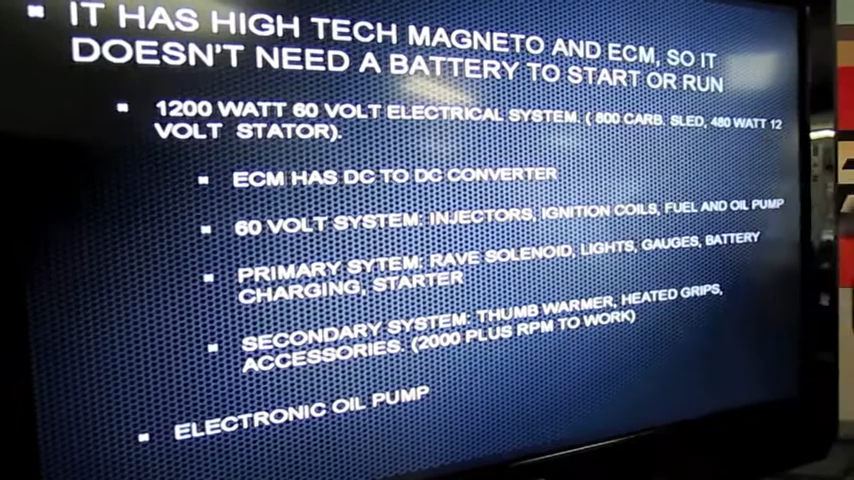 ▪ IT HAS HIGH TECH MAGNETO AND ECM, SO IT
DOESN'T NEED A BATTERY TO START OR RUN
▪ 1200 WATT 60 VOLT ELECTRICAL SYSTEM. ( 800 CARB. SLED, 480 WATT 12
VOLT STATOR).
▪ ECM HAS DC TO DC CONVERTER
▪ 60 VOLT SYSTEM: INJECTORS, IGNITION COILS, FUEL AND OIL PUMP
▪ PRIMARY SYTEM: RAVE SOLENOID, LIGHTS, GAUGES, BATTERY
CHARGING, STARTER
▪ SECONDARY SYSTEM: THUMB WARMER, HEATED GRIPS,
ACCESSORIES. (2000 PLUS RPM TO WORK)
▪ ELECTRONIC OIL PUMP